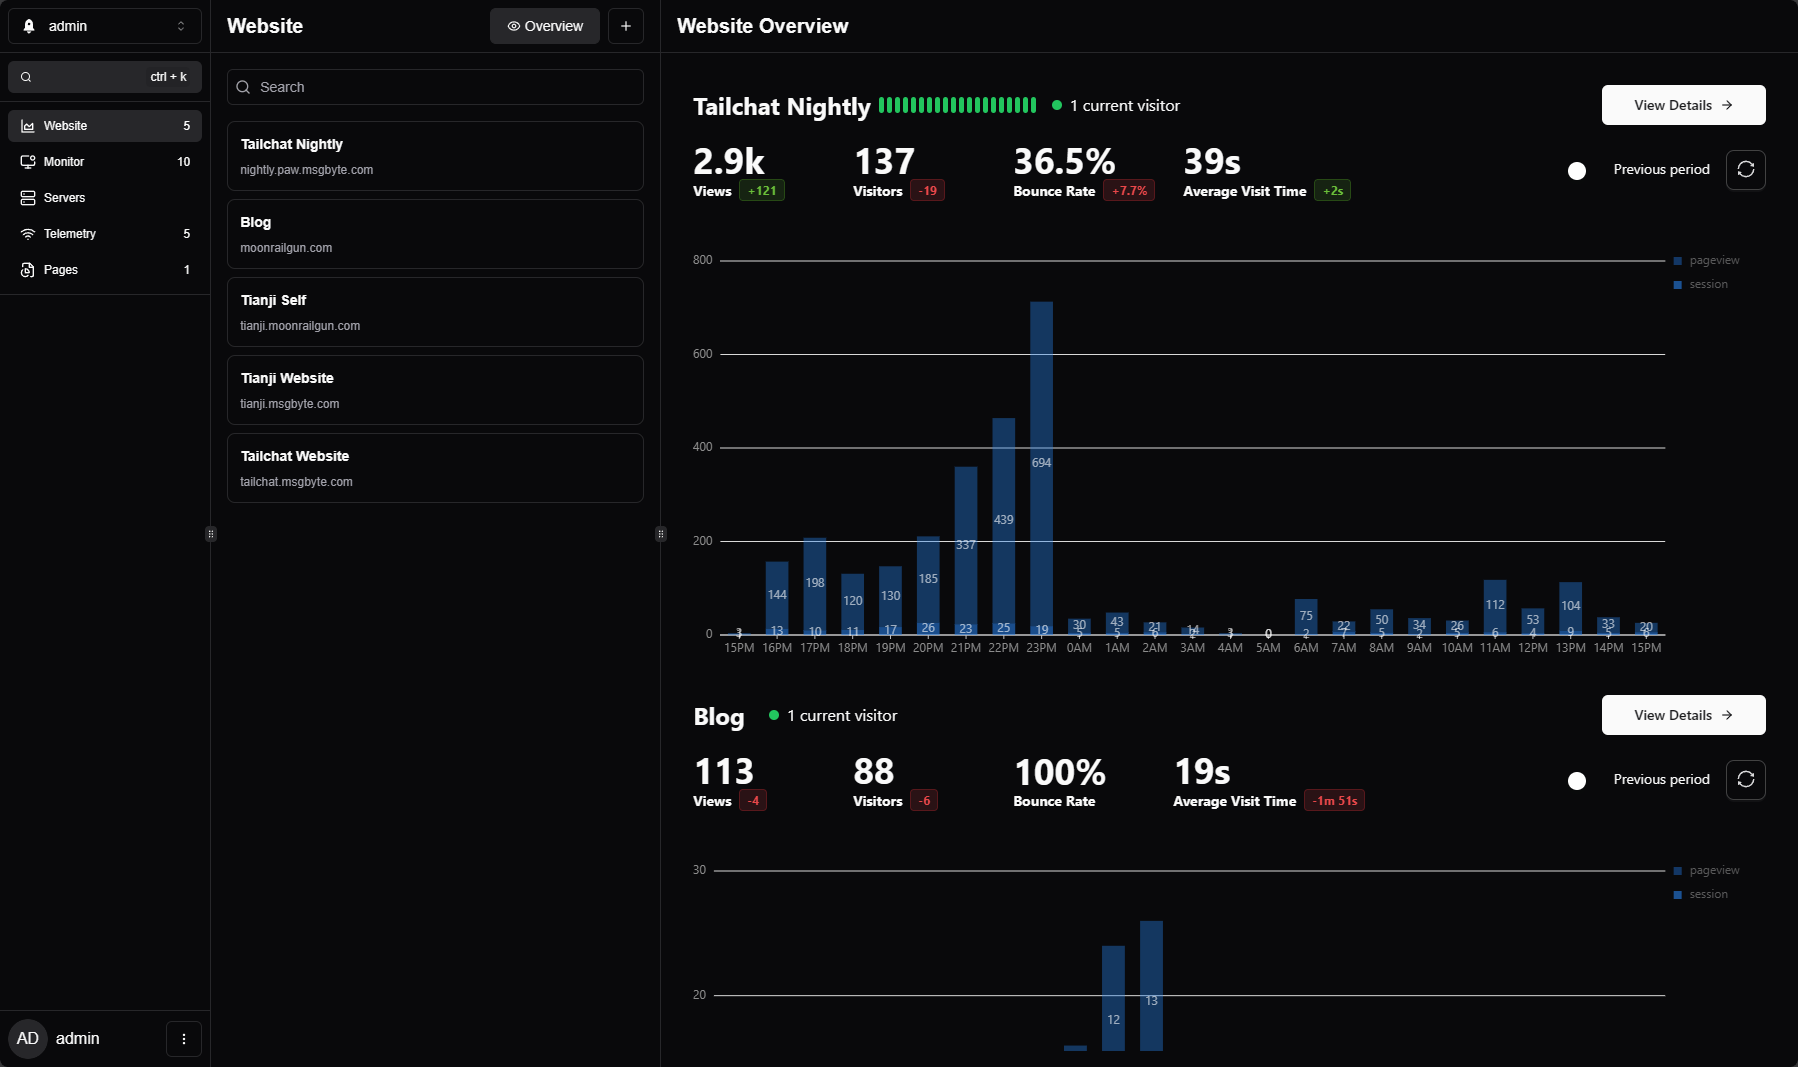 admin
ctrl + k
Website 5
Monitor 10
Servers
Telemetry 5
Pages 1
AD admin
Website
Overview
Search
Tailchat Nightly
nightly.paw.msgbyte.com
Blog
moonrailgun.com
Tianji Self
tianji.moonrailgun.com
Tianji Website
tianji.msgbyte.com
Tailchat Website
tailchat.msgbyte.com
Website Overview
Tailchat Nightly 1 current visitor View Details
2.9k 137 36.5% 39s
Views +121 Visitors -19 Bounce Rate +7.7% Average Visit Time +2s
Previous period
800
pageview
session
600
400
694
439
200
337
144 198 120 130 185 30 43 21 14 3 0 75 22 50 34 26 112 53 104 33 20
13 10 11 17 26 23 25 19 5 5 6 2 5 2 5 6 4 9 5 6
0
15PM 16PM 17PM 18PM 19PM 20PM 21PM 22PM 23PM 0AM 1AM 2AM 3AM 4AM 5AM 6AM 7AM 8AM 9AM 10AM 11AM 12PM 13PM 14PM 15PM
Blog 1 current visitor View Details
113 88 100% 19s
Views -4 Visitors -6 Bounce Rate Average Visit Time -1m 51s
Previous period
30
pageview
session
20
13
12